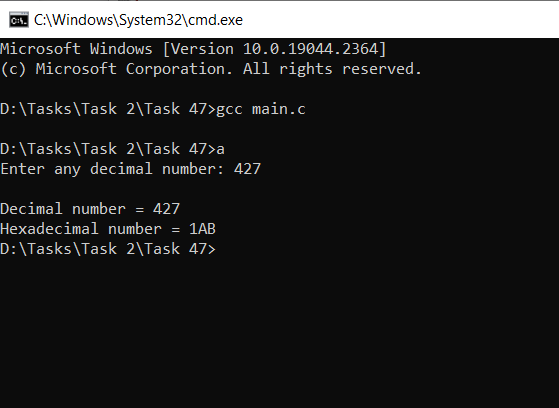 C:\Windows\System32\cmd.exe
Microsoft Windows [Version 10.0.19044.2364]
(c) Microsoft Corporation. All rights reserved.
D:\Tasks\Task 2\Task 47>gcc main.c
D:\Tasks\Task 2\Task 47>a
Enter any decimal number: 427
Decimal number = 427
Hexadecimal number = 1AB
D:\Tasks\Task 2\Task 47>